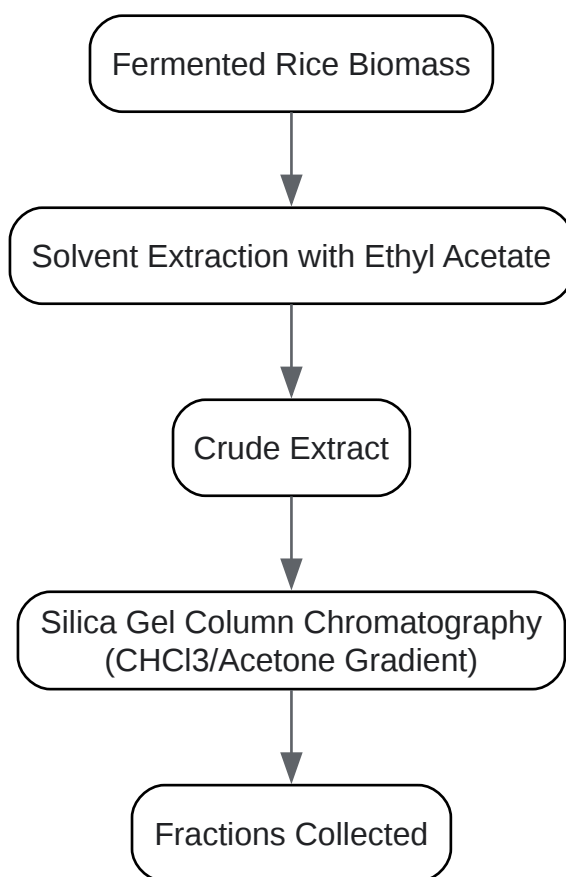 Fermented Rice Biomass
Solvent Extraction with Ethyl Acetate
Crude Extract
Silica Gel Column Chromatography
(CHCl3/Acetone Gradient)
Fractions Collected